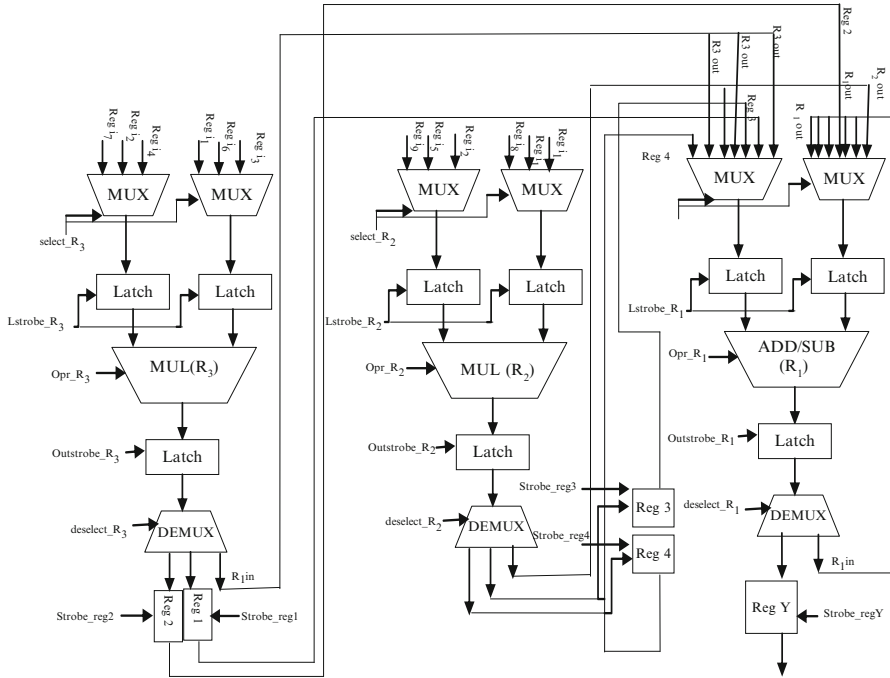 Reg 2
R3 out
R3 out
R3 out
R₁out
R₂ out
Reg 3
R₁ out
Reg i₇
Reg i₂
Reg i₄
Reg i₁
Reg i₆
Reg i₃
Reg i₉
Reg i₅
Reg i₂
Reg i₈
Reg i₁
Reg i₁
Reg 4
MUX
MUX
MUX
MUX
MUX
MUX
select_R₃
select_R₂
Latch
Latch
Latch
Latch
Latch
Latch
Lstrobe_R₃
Lstrobe_R₂
Lstrobe_R₁
MUL(R₃)
MUL (R₂)
ADD/SUB
(R₁)
Opr_R₃
Opr_R₂
Opr_R₁
Outstrobe_R₃
Latch
Outstrobe_R₂
Latch
Outstrobe_R₁
Latch
Strobe_reg3
Reg 3
deselect_R₃
DEMUX
deselect_R₂
DEMUX
Strobe_reg4
Reg 4
deselect_R₁
DEMUX
R₁in
R₁in
Strobe_reg2
Reg 2
Reg 1
Strobe_reg1
Reg Y
Strobe_regY